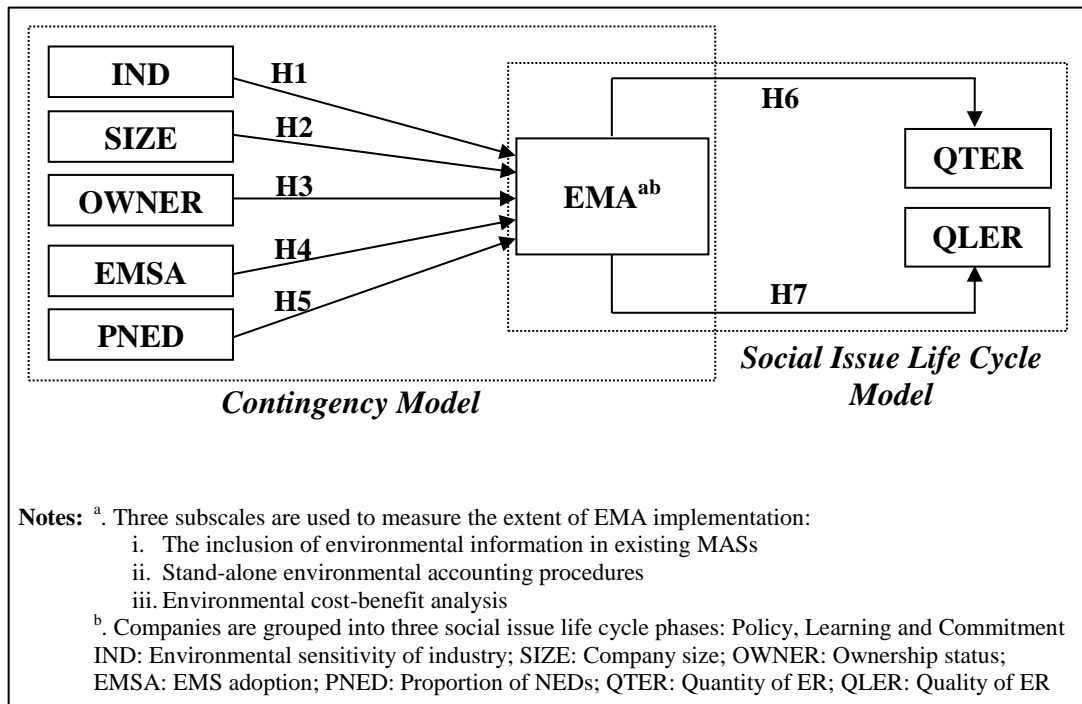 IND
H1
SIZE
H2
OWNER
H3
EMSA
H4
PNED
H5
EMAab
H6
QTER
QLER
H7
Contingency Model
Social Issue Life Cycle
Model
Notes: a. Three subscales are used to measure the extent of EMA implementation:
i. The inclusion of environmental information in existing MASs
ii. Stand-alone environmental accounting procedures
iii. Environmental cost-benefit analysis
b. Companies are grouped into three social issue life cycle phases: Policy, Learning and Commitment
IND: Environmental sensitivity of industry; SIZE: Company size; OWNER: Ownership status;
EMSA: EMS adoption; PNED: Proportion of NEDs; QTER: Quantity of ER; QLER: Quality of ER